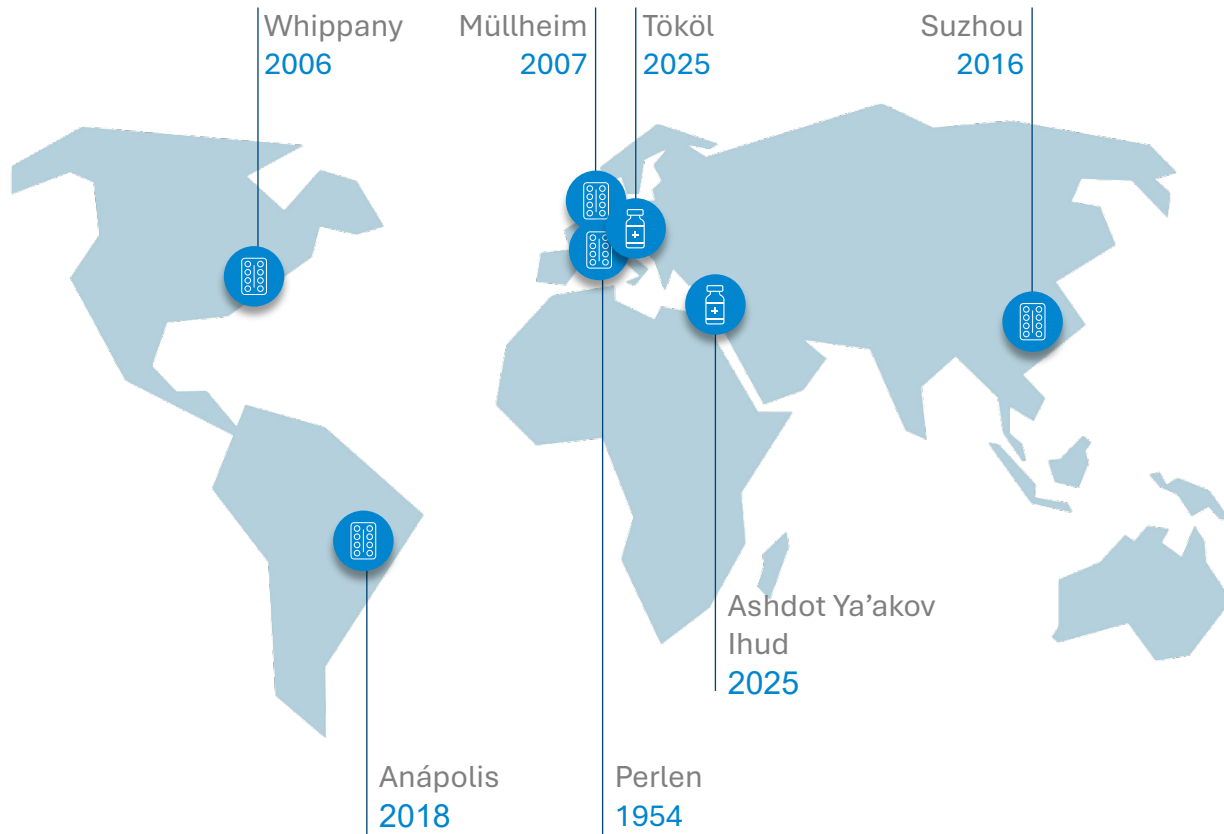 Whippany
2006
Müllheim
2007
Tököl
2025
Suzhou
2016
Ashdot Ya’akov
Ihud
2025
Anápolis
2018
Perlen
1954